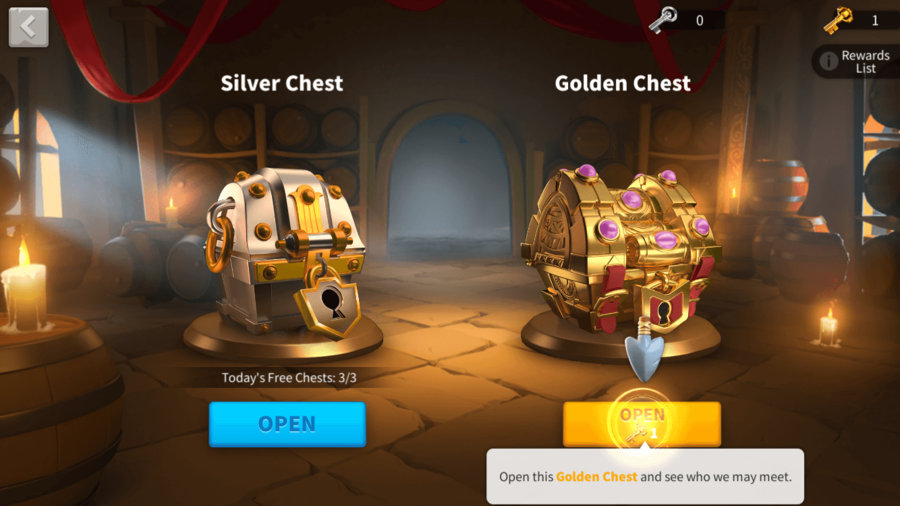 0
1
Rewards
List
Silver Chest
Golden Chest
Today's Free Chests: 3/3
OPEN
OPEN
1
Open this Golden Chest and see who we may meet.